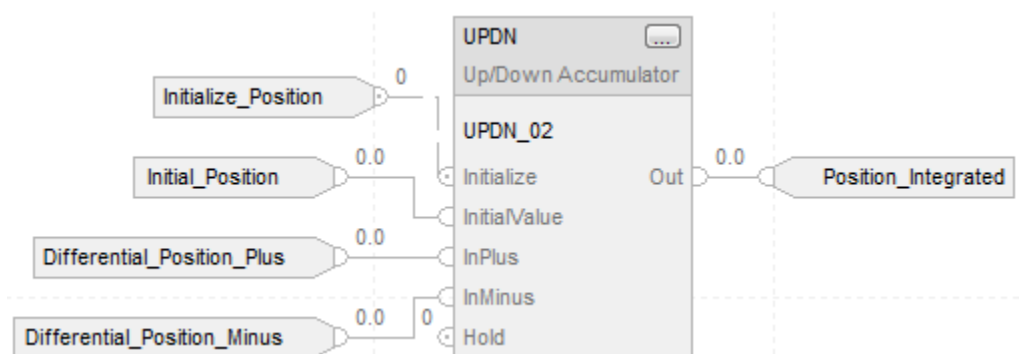 UPDN ...
Up/Down Accumulator
Initialize_Position 0
UPDN_02
Initial_Position 0.0 Initialize Out 0.0 Position_Integrated
InitialValue
Differential_Position_Plus 0.0 InPlus
InMinus
Differential_Position_Minus 0.0 0 Hold